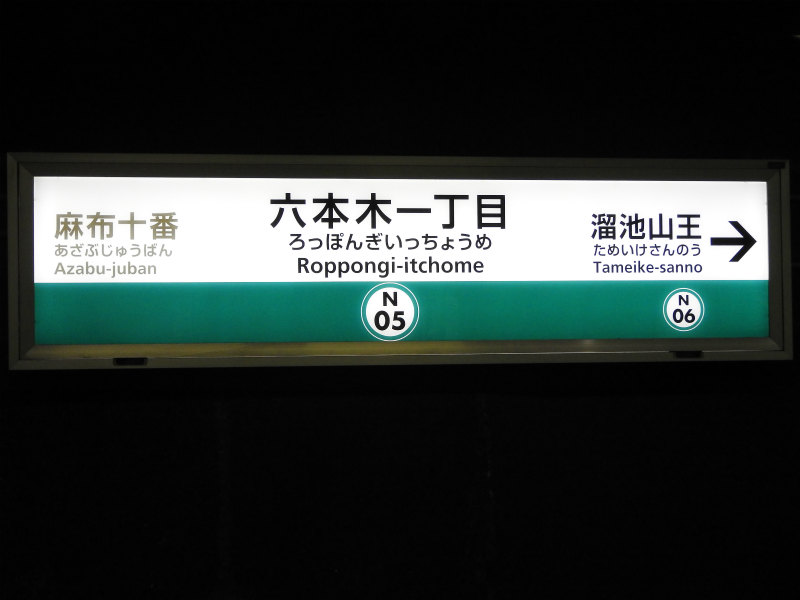 麻布十番
あざぶじゅうばん
Azabu-juban
六本木一丁目
ろっぽんぎいっちょうめ
Roppongi-itchome
N
05
溜池山王
ためいけさんのう
Tameike-sanno
N
06